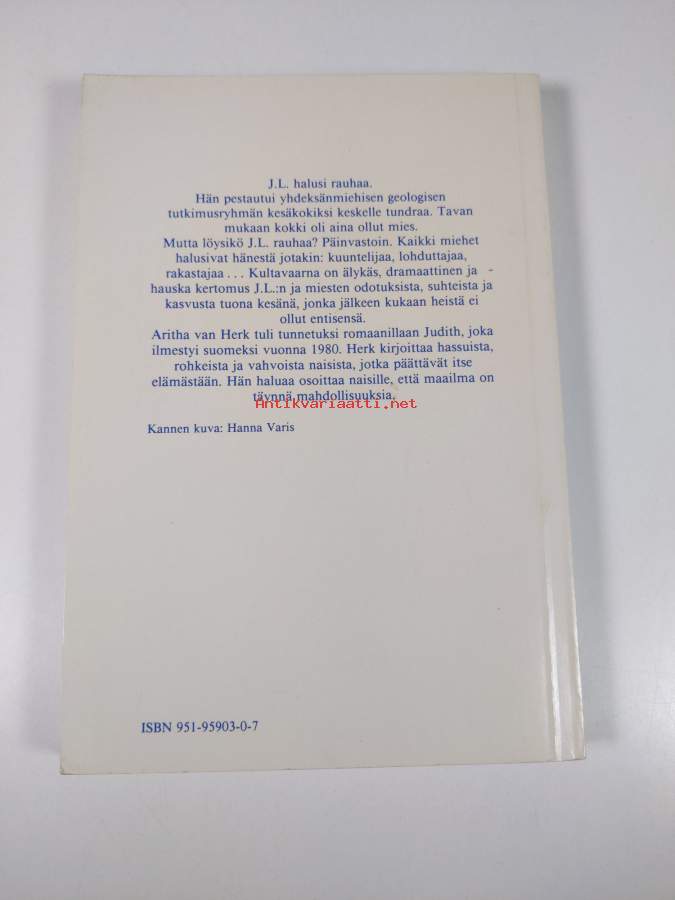 J.L. halusi rauhaa.
Hän pestautui yhdeksänmiehisen geologisen
tutkimusryhmän kesäkokiksi keskelle tundraa. Tavan
mukaan kokki oli aina ollut mies.
Mutta löysikö J.L. rauhaa? Päinvastoin. Kaikki miehet
halusivat hänestä jotakin: kuuntelijaa, lohduttajaa,
rakastajaa . . . Kultavaarna on älykäs, dramaattinen ja
hauska kertomus J.L.:n ja miesten odotuksista, suhteista ja
kasvusta tuona kesänä, jonka jälkeen kukaan heistä ei
ollut entisensä.
Aritha van Herk tuli tunnetuksi romaanillaan Judith, joka
ilmestyi suomeksi vuonna 1980. Herk kirjoittaa hassuista,
rohkeista ja vahvoista naisista, jotka päättävät itse
elämästään. Hän haluaa osoittaa naisille, että maailma on
täynnä mahdollisuuksia.
Antikvariaatti.net
Kannen kuva: Hanna Varis
ISBN 951-95903-0-7